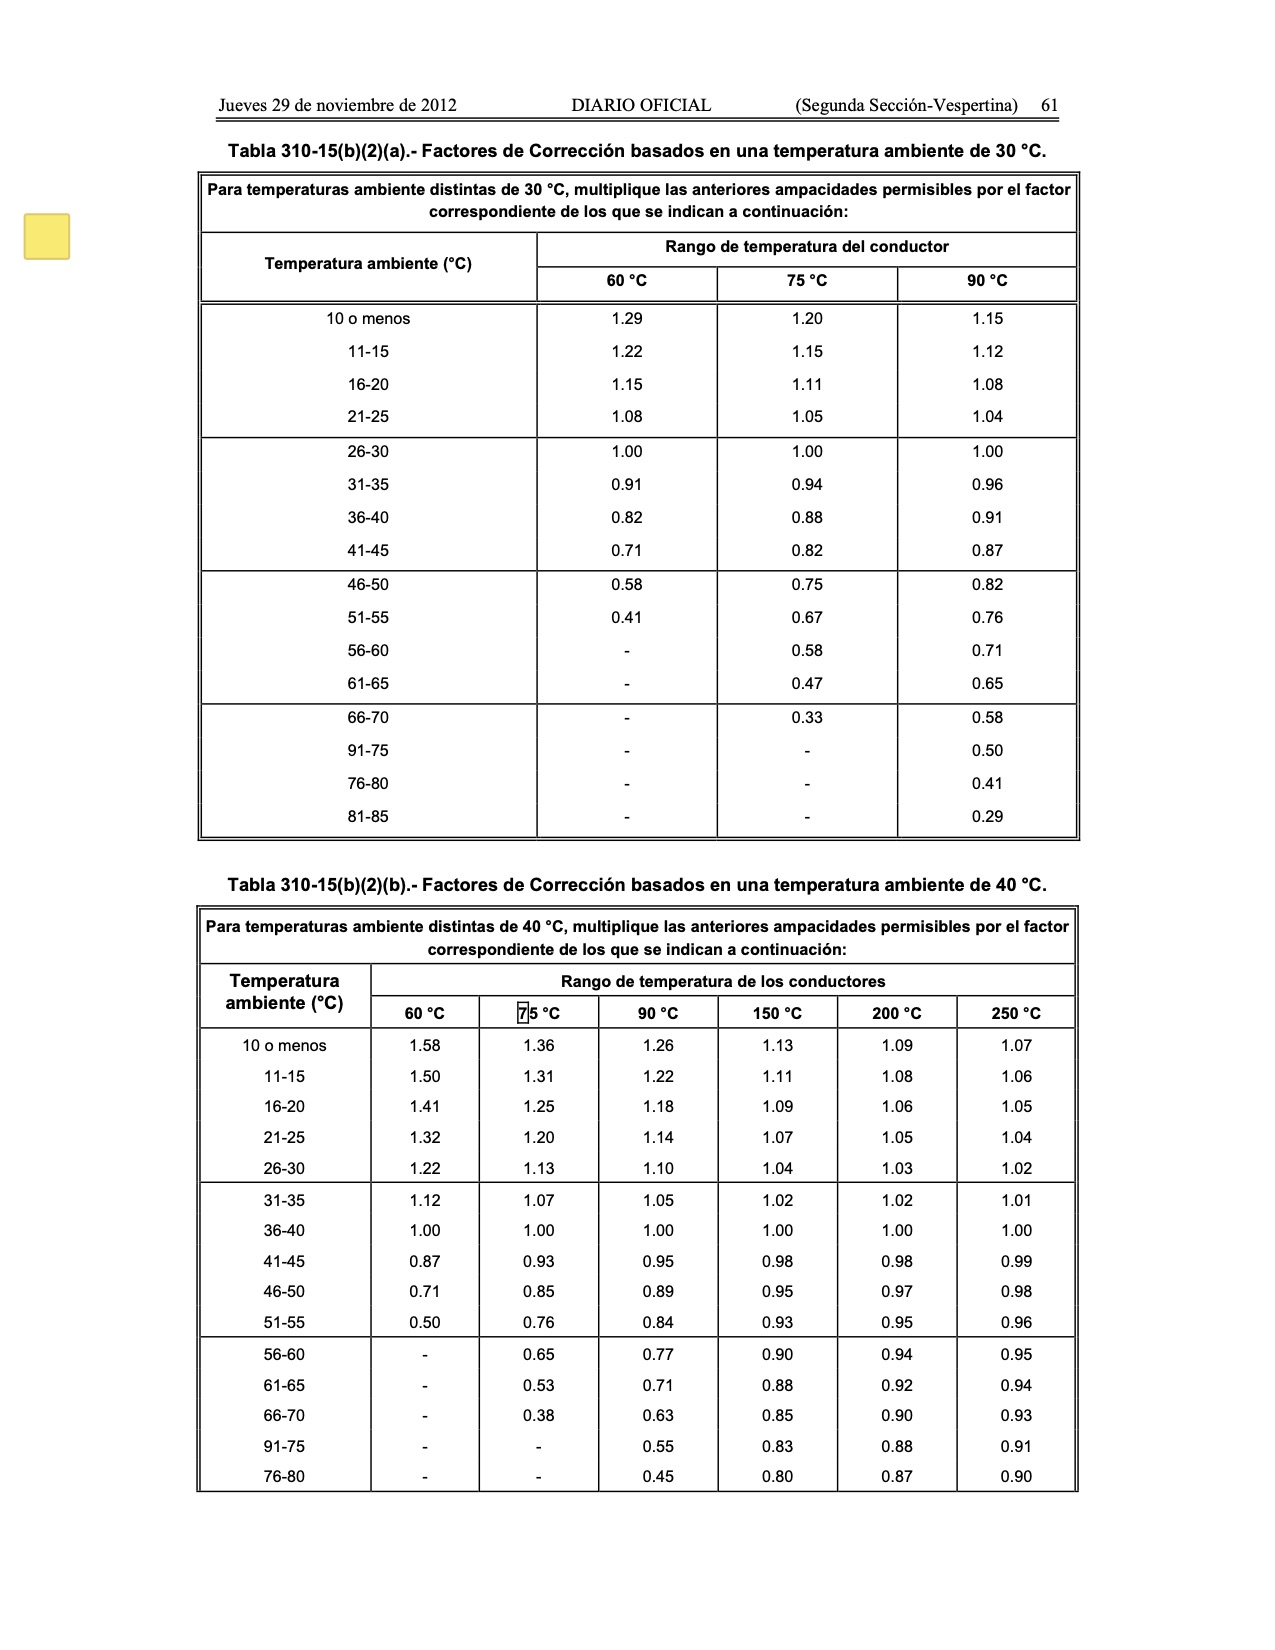 Jueves 29 de noviembre de 2012 DIARIO OFICIAL (Segunda Sección-Vespertina) 61
Tabla 310-15(b)(2)(a).- Factores de Corrección basados en una temperatura ambiente de 30 °C.
Para temperaturas ambiente distintas de 30 °C, multiplique las anteriores ampacidades permisibles por el factor
correspondiente de los que se indican a continuación:
Temperatura ambiente (°C) Rango de temperatura del conductor
60 °C 75 °C 90 °C
10 o menos 1.29 1.20 1.15
11-15 1.22 1.15 1.12
16-20 1.15 1.11 1.08
21-25 1.08 1.05 1.04
26-30 1.00 1.00 1.00
31-35 0.91 0.94 0.96
36-40 0.82 0.88 0.91
41-45 0.71 0.82 0.87
46-50 0.58 0.75 0.82
51-55 0.41 0.67 0.76
56-60 - 0.58 0.71
61-65 - 0.47 0.65
66-70 - 0.33 0.58
91-75 - - 0.50
76-80 - - 0.41
81-85 - - 0.29
Tabla 310-15(b)(2)(b).- Factores de Corrección basados en una temperatura ambiente de 40 °C.
Para temperaturas ambiente distintas de 40 °C, multiplique las anteriores ampacidades permisibles por el factor
correspondiente de los que se indican a continuación:
Temperatura
ambiente (°C) Rango de temperatura de los conductores
60 °C 75 °C 90 °C 150 °C 200 °C 250 °C
10 o menos 1.58 1.36 1.26 1.13 1.09 1.07
11-15 1.50 1.31 1.22 1.11 1.08 1.06
16-20 1.41 1.25 1.18 1.09 1.06 1.05
21-25 1.32 1.20 1.14 1.07 1.05 1.04
26-30 1.22 1.13 1.10 1.04 1.03 1.02
31-35 1.12 1.07 1.05 1.02 1.02 1.01
36-40 1.00 1.00 1.00 1.00 1.00 1.00
41-45 0.87 0.93 0.95 0.98 0.98 0.99
46-50 0.71 0.85 0.89 0.95 0.97 0.98
51-55 0.50 0.76 0.84 0.93 0.95 0.96
56-60 - 0.65 0.77 0.90 0.94 0.95
61-65 - 0.53 0.71 0.88 0.92 0.94
66-70 - 0.38 0.63 0.85 0.90 0.93
91-75 - - 0.55 0.83 0.88 0.91
76-80 - - 0.45 0.80 0.87 0.90